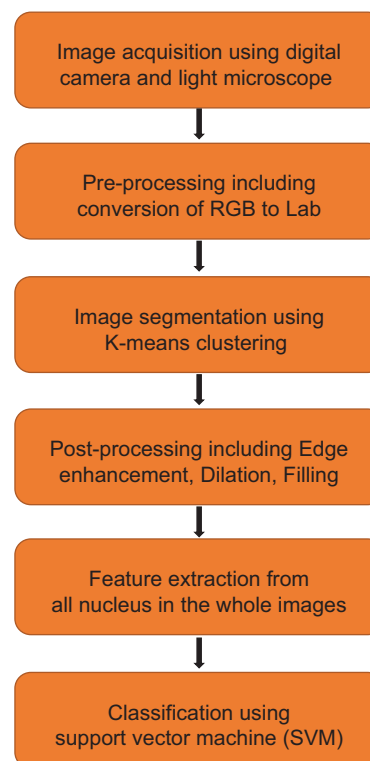 Image acquisition using digital
camera and light microscope
Pre-processing including
conversion of RGB to Lab
Image segmentation using
K-means clustering
Post-processing including Edge
enhancement, Dilation, Filling
Feature extraction from
all nucleus in the whole images
Classification using
support vector machine (SVM)